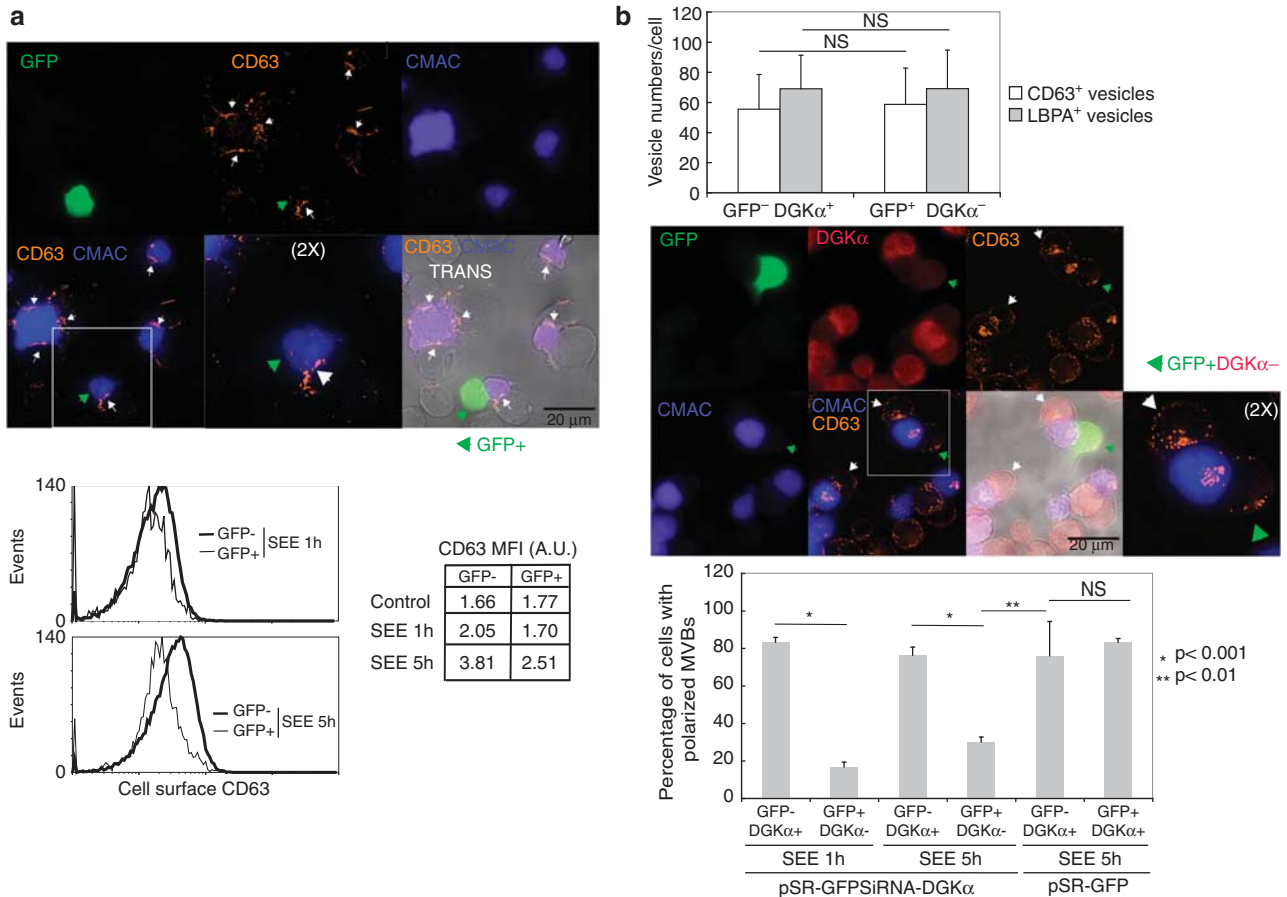 a
GFP
CD63
CMAC
CD63 CMAC
(2X)
CD63 CMAC
TRANS
20 μm
GFP+
140
Events
0
GFP-
GFP+
SEE 1h
140
Events
0
GFP-
GFP+
SEE 5h
Cell surface CD63
CD63 MFI (A.U.)
GFP- GFP+
Control 1.66 1.77
SEE 1h 2.05 1.70
SEE 5h 3.81 2.51
b
Vesicle numbers/cell
120
100
80
60
40
20
0
NS
NS
GFP⁻ DGKα⁺
GFP⁺ DGKα⁻
CD63⁺ vesicles
LBPA⁺ vesicles
GFP
DGKα
CD63
GFP+DGKα−
CMAC
CMAC
CD63
20 μm
(2X)
Percentage of cells with
polarized MVBs
120
100
80
60
40
20
0
*
*
**
NS
* p< 0.001
** p< 0.01
GFP- GFP+ GFP- GFP+ GFP- GFP+
DGKα+ DGKα- DGKα+ DGKα- DGKα+ DGKα+
SEE 1h SEE 5h SEE 5h
pSR-GFPSiRNA-DGKα pSR-GFP